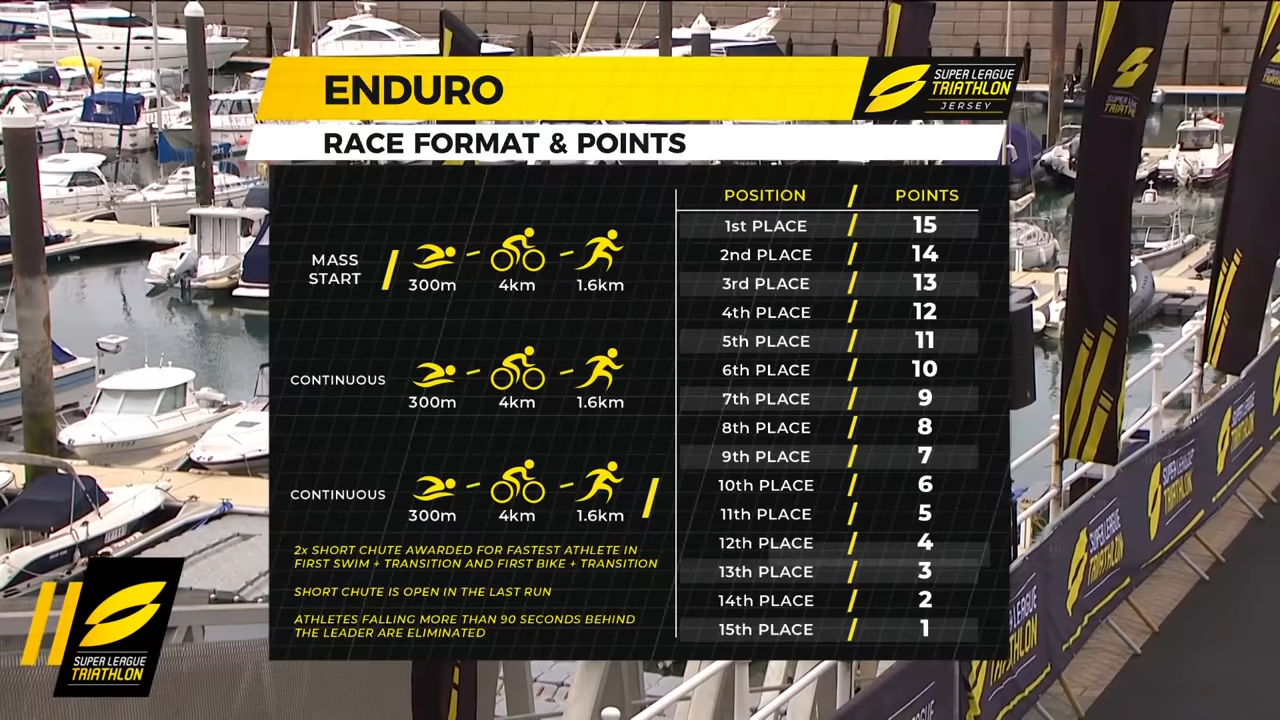 ENDURO
SUPER LEAGUE
TRIATHLON
JERSEY
RACE FORMAT & POINTS
POSITION / POINTS
MASS
START
300m 4km 1.6km
CONTINUOUS
300m 4km 1.6km
CONTINUOUS
300m 4km 1.6km
2x SHORT CHUTE AWARDED FOR FASTEST ATHLETE IN
FIRST SWIM + TRANSITION AND FIRST BIKE + TRANSITION
SHORT CHUTE IS OPEN IN THE LAST RUN
ATHLETES FALLING MORE THAN 90 SECONDS BEHIND
THE LEADER ARE ELIMINATED
1st PLACE / 15
2nd PLACE / 14
3rd PLACE / 13
4th PLACE / 12
5th PLACE / 11
6th PLACE / 10
7th PLACE / 9
8th PLACE / 8
9th PLACE / 7
10th PLACE / 6
11th PLACE / 5
12th PLACE / 4
13th PLACE / 3
14th PLACE / 2
15th PLACE / 1
SUPER LEAGUE
TRIATHLON
SUPER LEAGUE
TRIATHLON